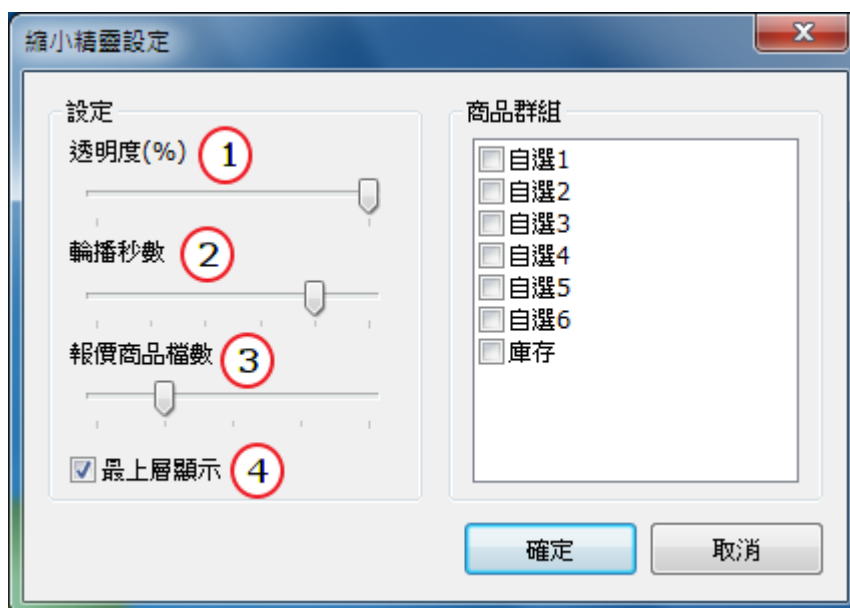 縮小精靈設定
設定
透明度(%) 1
輪播秒數 2
報價商品檔數 3
最上層顯示 4
商品群組
自選1
自選2
自選3
自選4
自選5
自選6
庫存
確定
取消